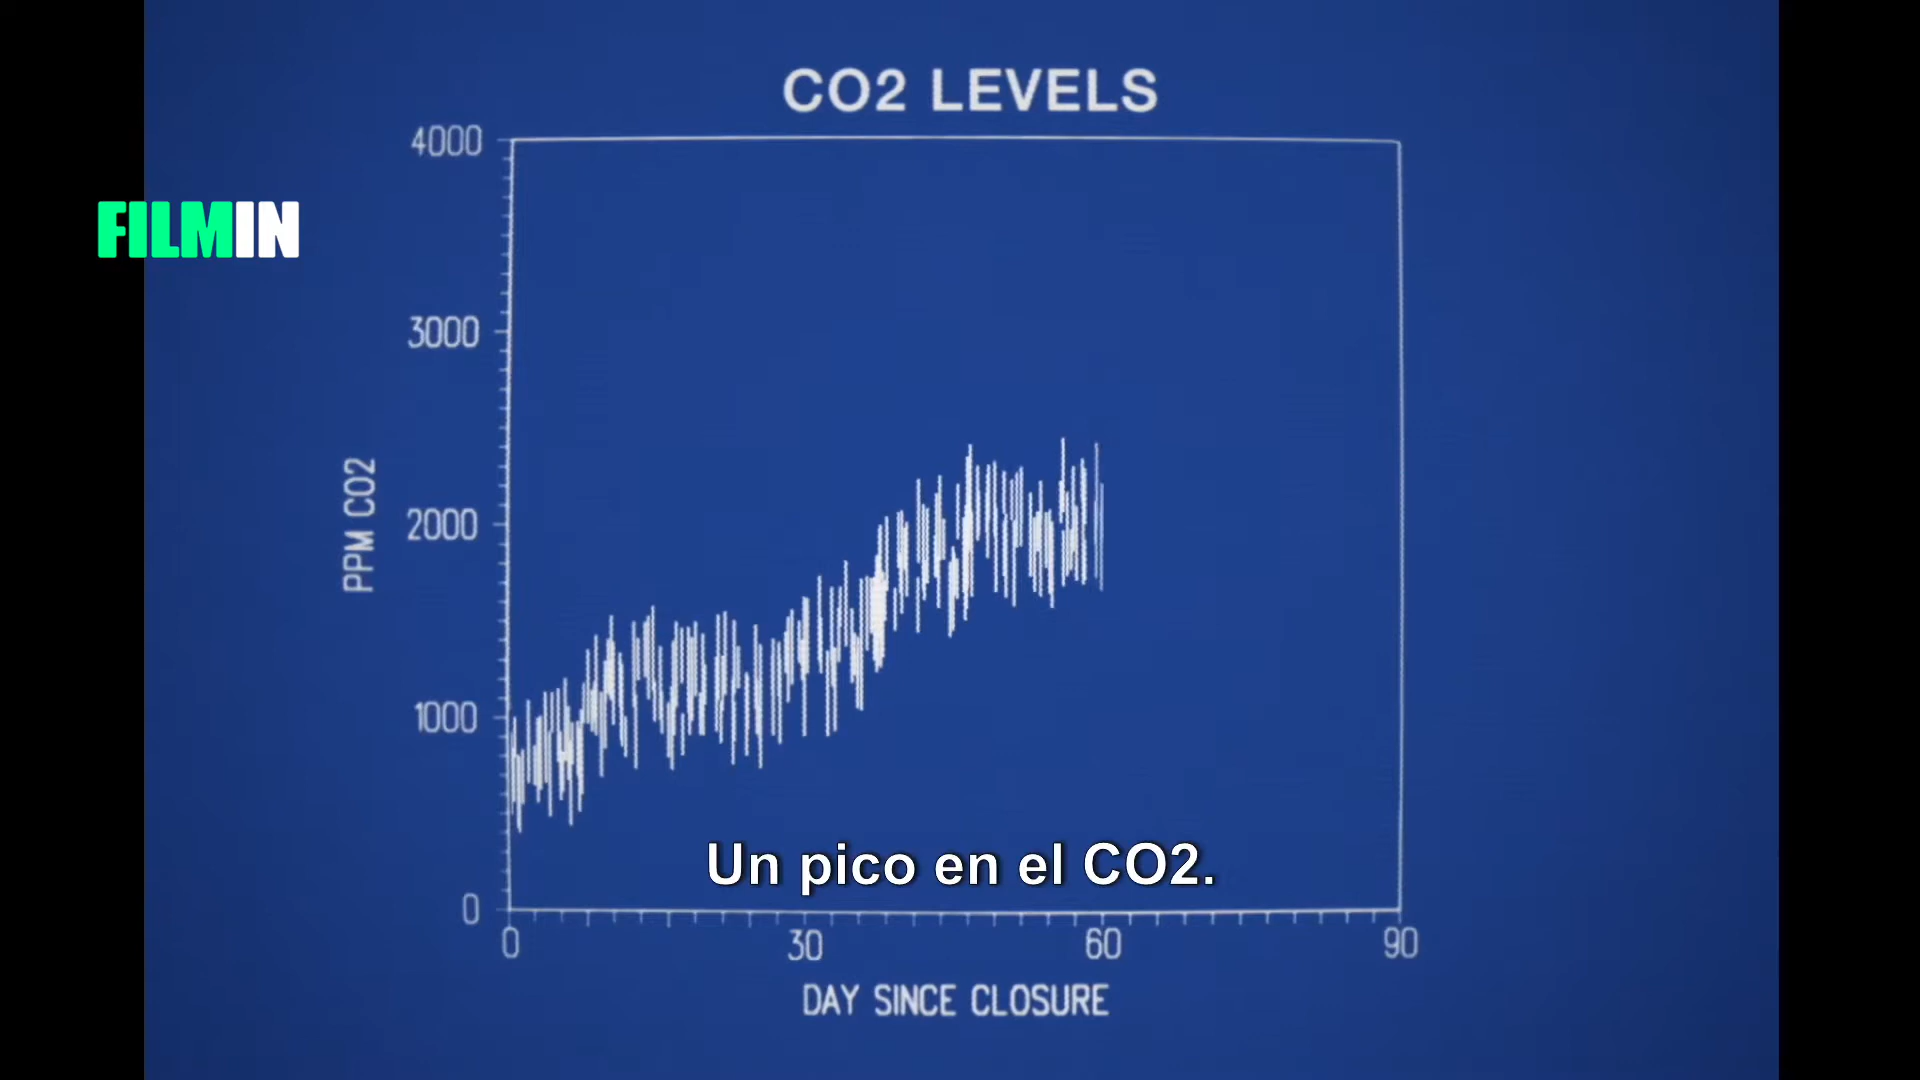 CO2 LEVELS
4000
FILMIN
3000
PPM CO2
2000
1000
Un pico en el CO2.
0
0 30 60 90
DAY SINCE CLOSURE